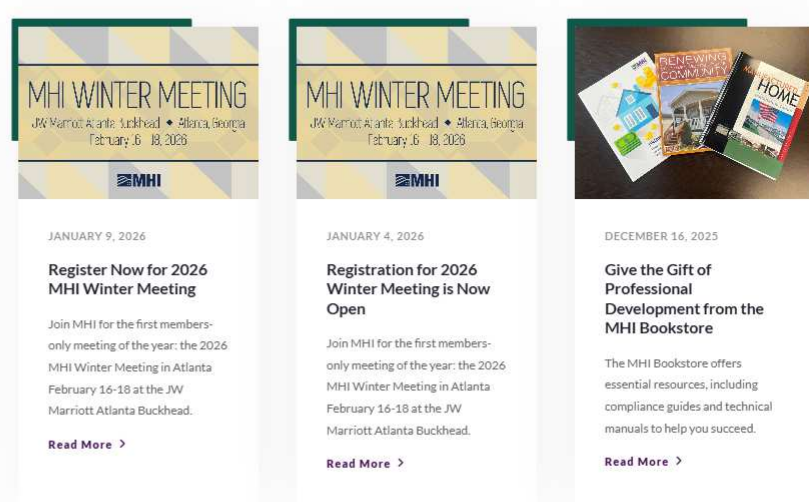 MHI WINTER MEETING
JW Marriott Atlanta Buckhead ◆ Atlanta, Georgia
February 16 - 18, 2026
MHI
JANUARY 9, 2026
Register Now for 2026
MHI Winter Meeting
Join MHI for the first members-
only meeting of the year: the 2026
MHI Winter Meeting in Atlanta
February 16-18 at the JW
Marriott Atlanta Buckhead.
Read More >
MHI WINTER MEETING
JW Marriott Atlanta Buckhead ◆ Atlanta, Georgia
February 16 - 18, 2026
MHI
JANUARY 4, 2026
Registration for 2026
Winter Meeting is Now
Open
Join MHI for the first members-
only meeting of the year: the 2026
MHI Winter Meeting in Atlanta
February 16-18 at the JW
Marriott Atlanta Buckhead.
Read More >
RENEWING
COMMUNITY
MANUFACTURED
HOME
DECEMBER 16, 2025
Give the Gift of
Professional
Development from the
MHI Bookstore
The MHI Bookstore offers
essential resources, including
compliance guides and technical
manuals to help you succeed.
Read More >